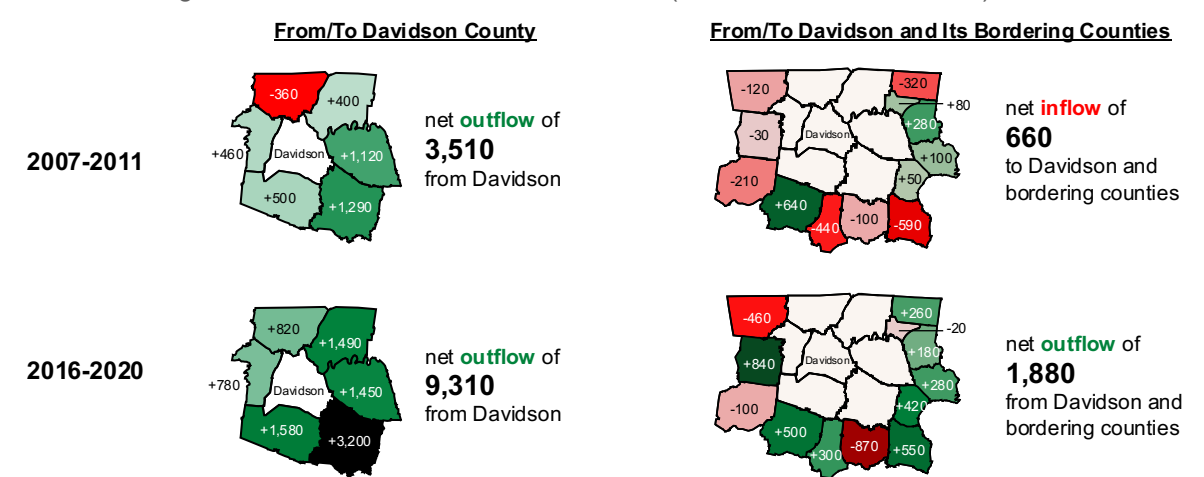 From/To Davidson County
From/To Davidson and Its Bordering Counties
2007-2011
-360
+400
+460
Davidson
+1,120
+500
+1,290
net outflow of
3,510
from Davidson
-120
-320
+80
-30
Davidson
+280
+100
-210
+50
+640
-440
-100
-590
net inflow of
660
to Davidson and
bordering counties
2016-2020
+820
+1,490
+780
Davidson
+1,450
+1,580
+3,200
net outflow of
9,310
from Davidson
-460
+260
-20
+840
Davidson
+180
+280
-100
+420
+500
+300
-870
+550
net outflow of
1,880
from Davidson and
bordering counties